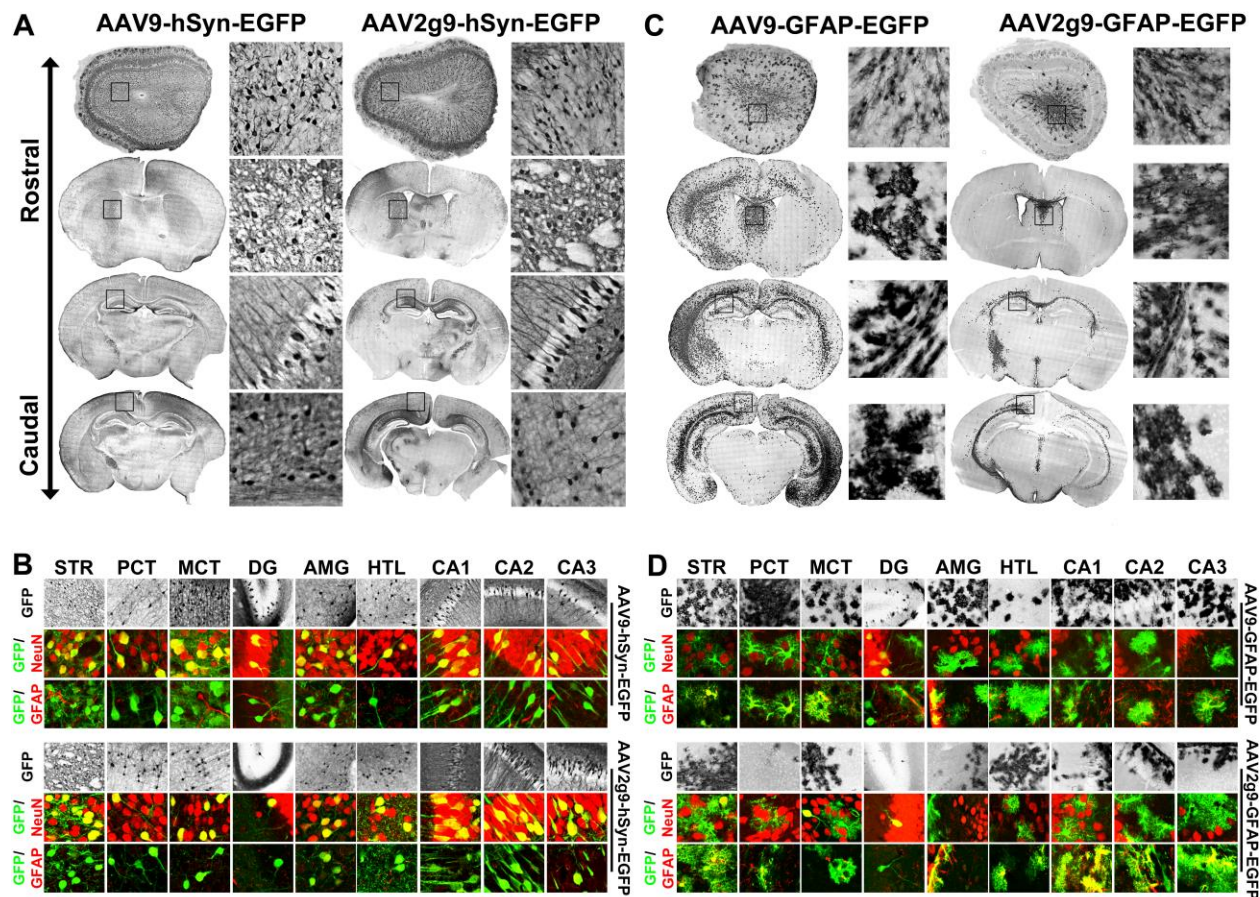 A
AAV9-hSyn-EGFP
AAV2g9-hSyn-EGFP
Rostral
Caudal
C
AAV9-GFAP-EGFP
AAV2g9-GFAP-EGFP
B
STR PCT MCT DG AMG HTL CA1 CA2 CA3
GFP
GFP/
NeuN
GFP/
GFAP
AAV9-hSyn-EGFP
GFP
GFP/
NeuN
GFP/
GFAP
AAV2g9-hSyn-EGFP
D
STR PCT MCT DG AMG HTL CA1 CA2 CA3
GFP
GFP/
NeuN
GFP/
GFAP
AAV9-GFAP-EGFP
GFP
GFP/
NeuN
GFP/
GFAP
AAV2g9-GFAP-EGFP